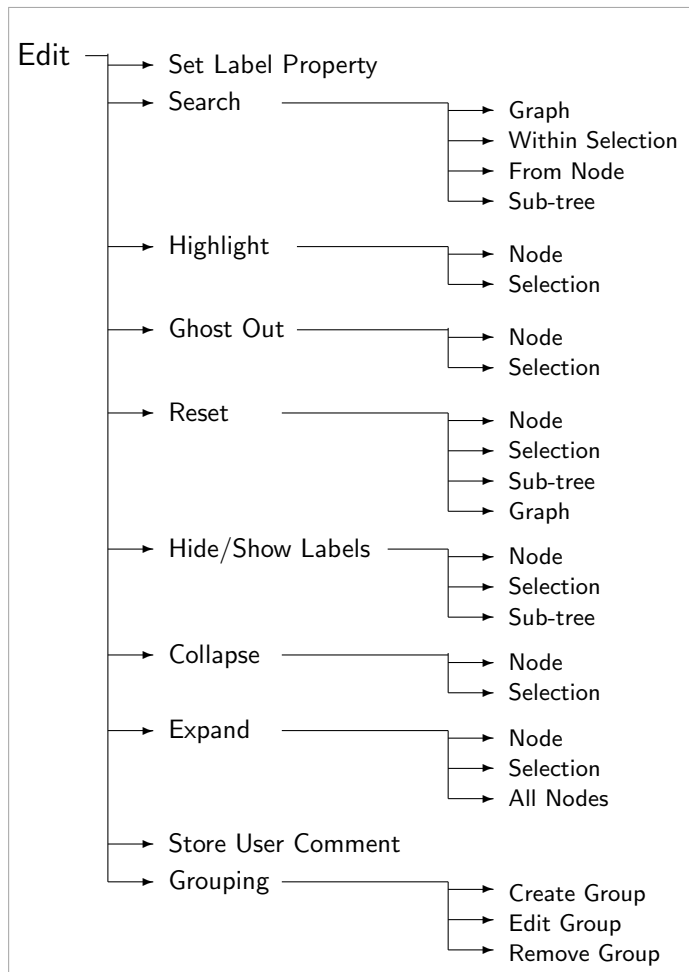 Edit
Set Label Property
Search
Graph
Within Selection
From Node
Sub-tree
Highlight
Node
Selection
Ghost Out
Node
Selection
Reset
Node
Selection
Sub-tree
Graph
Hide/Show Labels
Node
Selection
Sub-tree
Collapse
Node
Selection
Expand
Node
Selection
All Nodes
Store User Comment
Grouping
Create Group
Edit Group
Remove Group